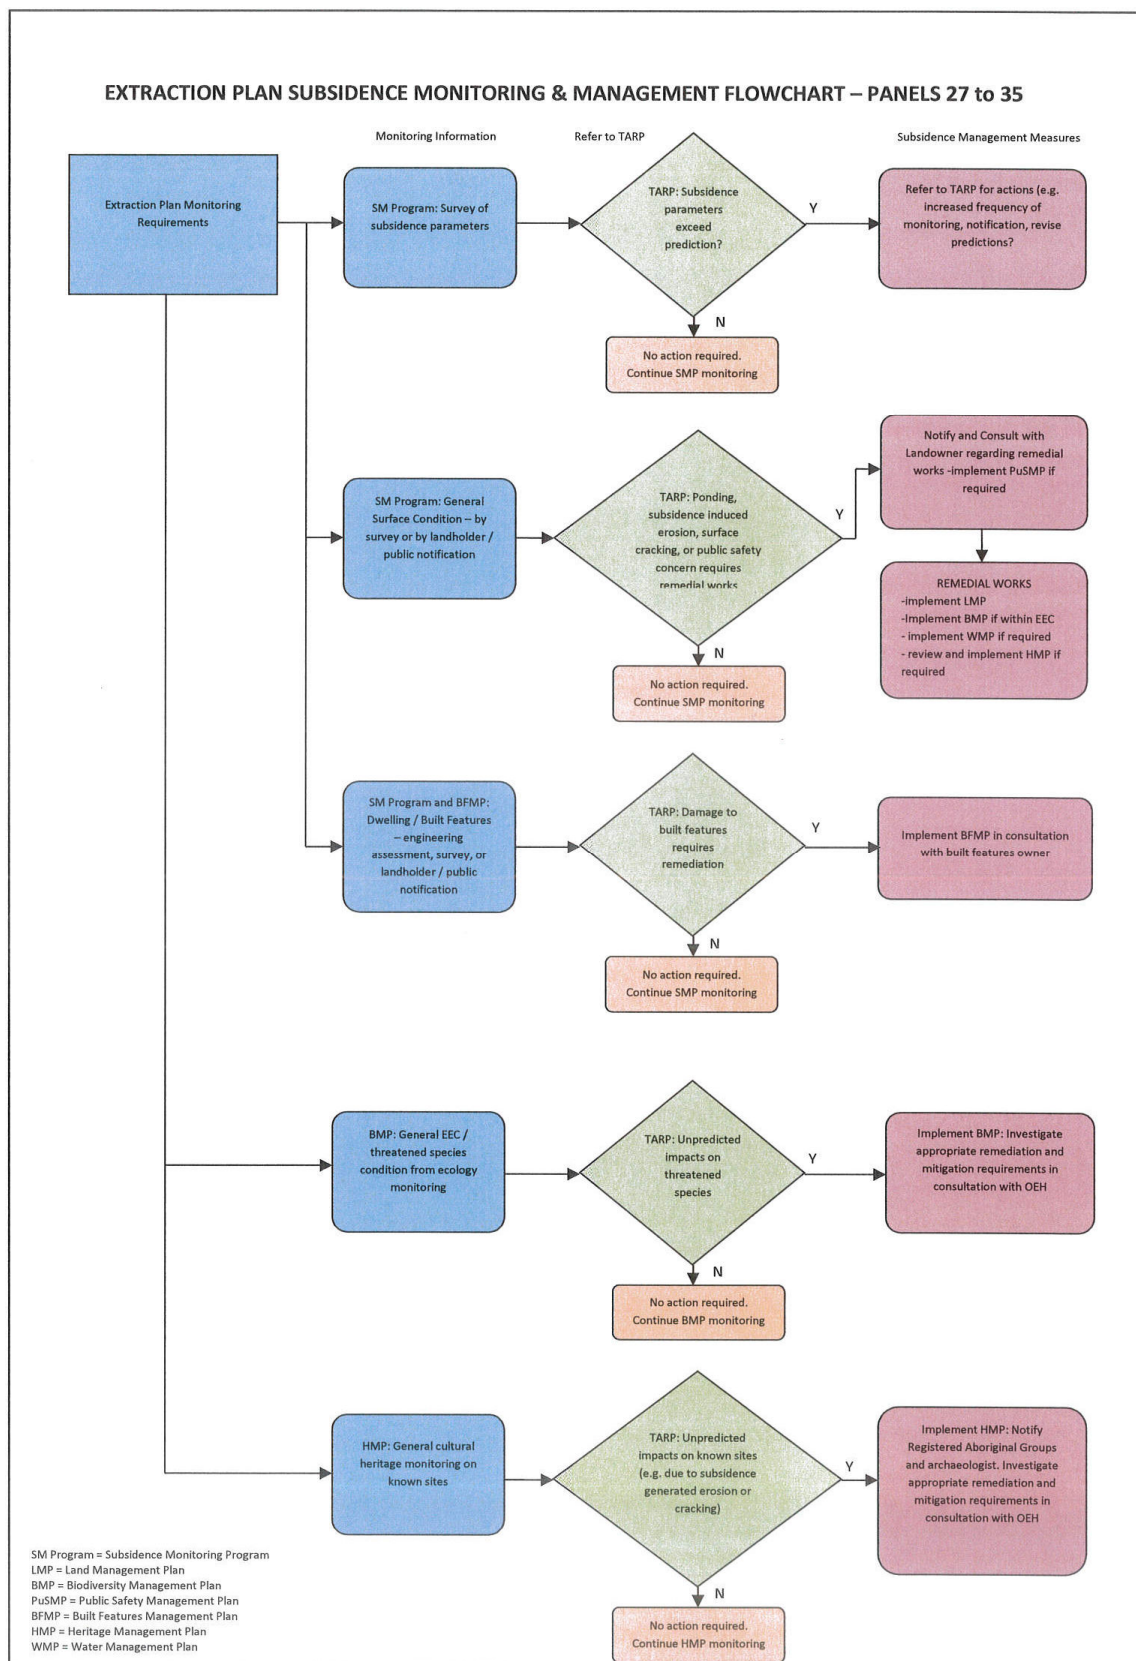 EXTRACTION PLAN SUBSIDENCE MONITORING & MANAGEMENT FLOWCHART – PANELS 27 to 35
Monitoring Information
Refer to TARP
Subsidence Management Measures
Extraction Plan Monitoring
Requirements
SM Program: Survey of
subsidence parameters
TARP: Subsidence
parameters
exceed
prediction?
Y
Refer to TARP for actions (e.g.
increased frequency of
monitoring, notification, revise
predictions?
N
No action required.
Continue SMP monitoring
SM Program: General
Surface Condition – by
survey or by landholder /
public notification
TARP: Ponding,
subsidence induced
erosion, surface
cracking, or public safety
concern requires
remedial works
Y
Notify and Consult with
Landowner regarding remedial
works -implement PuSMP if
required
REMEDIAL WORKS
-implement LMP
-Implement BMP if within EEC
- implement WMP if required
- review and implement HMP if
required
N
No action required.
Continue SMP monitoring
SM Program and BFMP:
Dwelling / Built Features
– engineering
assessment, survey, or
landholder / public
notification
TARP: Damage to
built features
requires
remediation
Y
Implement BFMP in consultation
with built features owner
N
No action required.
Continue SMP monitoring
BMP: General EEC /
threatened species
condition from ecology
monitoring
TARP: Unpredicted
impacts on
threatened
species
Y
Implement BMP: Investigate
appropriate remediation and
mitigation requirements in
consultation with OEH
N
No action required.
Continue BMP monitoring
HMP: General cultural
heritage monitoring on
known sites
TARP: Unpredicted
impacts on known sites
(e.g. due to subsidence
generated erosion or
cracking)
Y
Implement HMP: Notify
Registered Aboriginal Groups
and archaeologist. Investigate
appropriate remediation and
mitigation requirements in
consultation with OEH
N
No action required.
Continue HMP monitoring
SM Program = Subsidence Monitoring Program
LMP = Land Management Plan
BMP = Biodiversity Management Plan
PuSMP = Public Safety Management Plan
BFMP = Built Features Management Plan
HMP = Heritage Management Plan
WMP = Water Management Plan